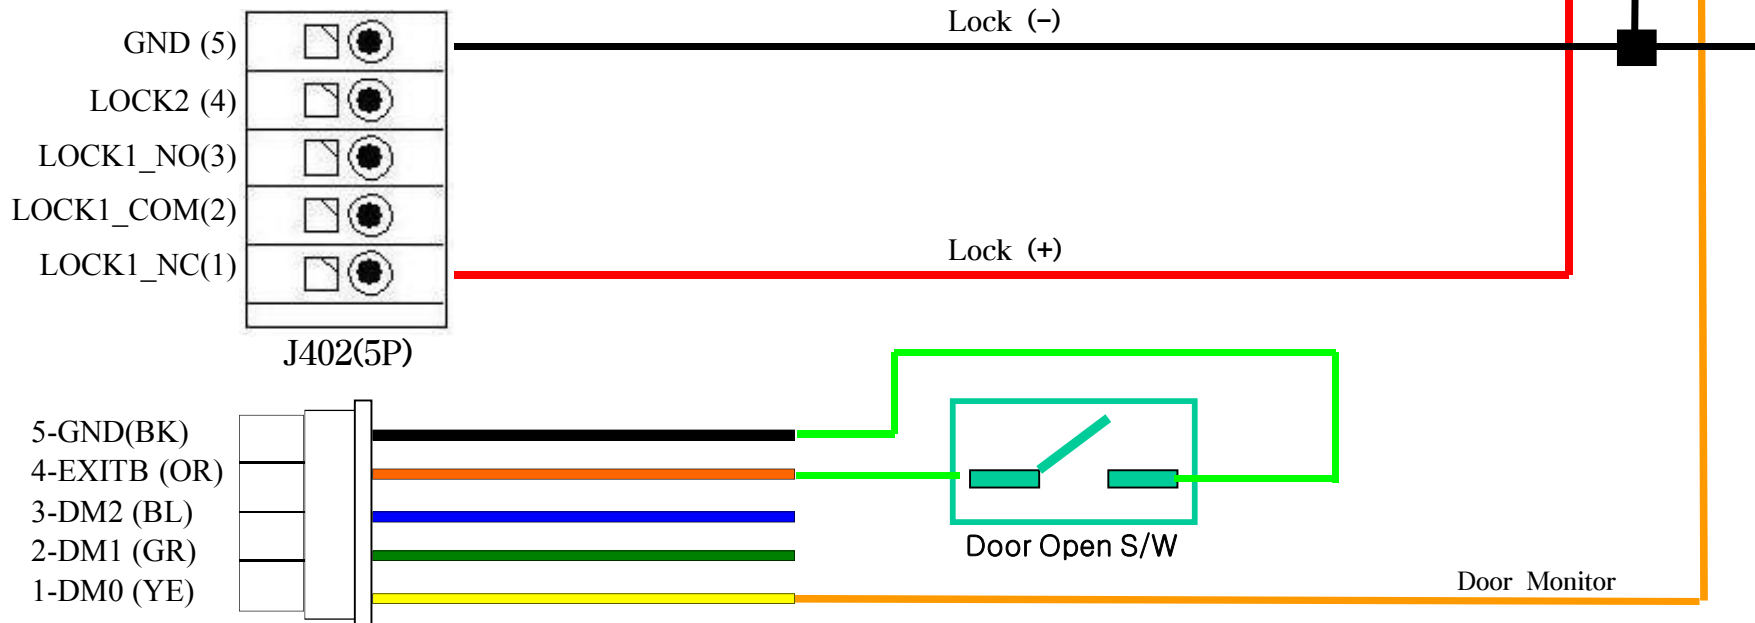 Lock (-)
GND (5)
LOCK2 (4)
LOCK1_NO(3)
LOCK1_COM(2)
LOCK1_NC(1)
Lock (+)
J402(5P)
5-GND(BK)
4-EXITB (OR)
3-DM2 (BL)
2-DM1 (GR)
1-DM0 (YE)
Door Open S/W
Door Monitor